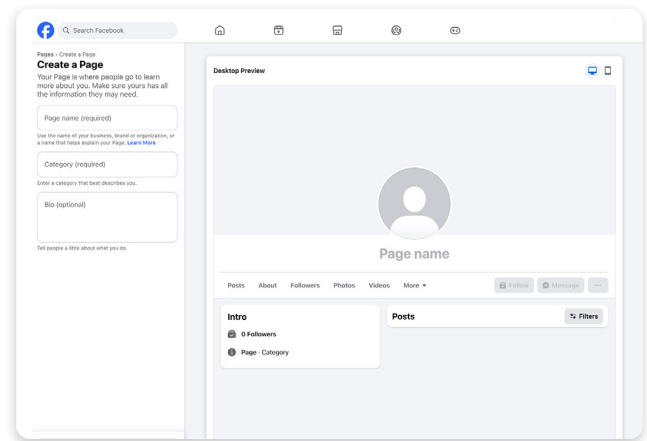 Search Facebook
Pages › Create a Page
Create a Page
Your Page is where people go to learn
more about you. Make sure yours has all
the information they may need.
Page name (required)
Use the name of your business, brand or organization, or
a name that helps explain your Page. Learn More
Category (required)
Enter a category that best describes you.
Bio (optional)
Tell people a little about what you do.
Desktop Preview
Page name
Posts About Followers Photos Videos More
Follow Message
Intro
0 Followers
Page · Category
Posts
Filters